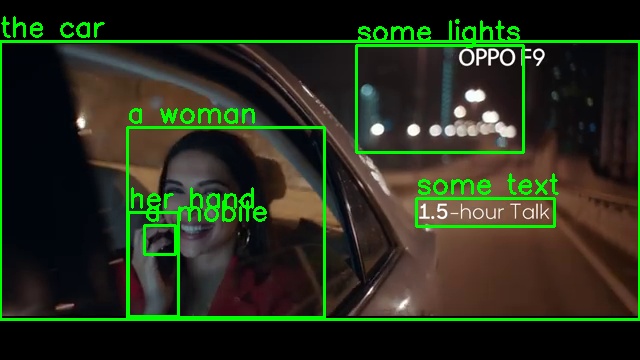 the car
some lights
OPPO F9
a woman
some text
her hand
a mobile
1.5-hour Talk